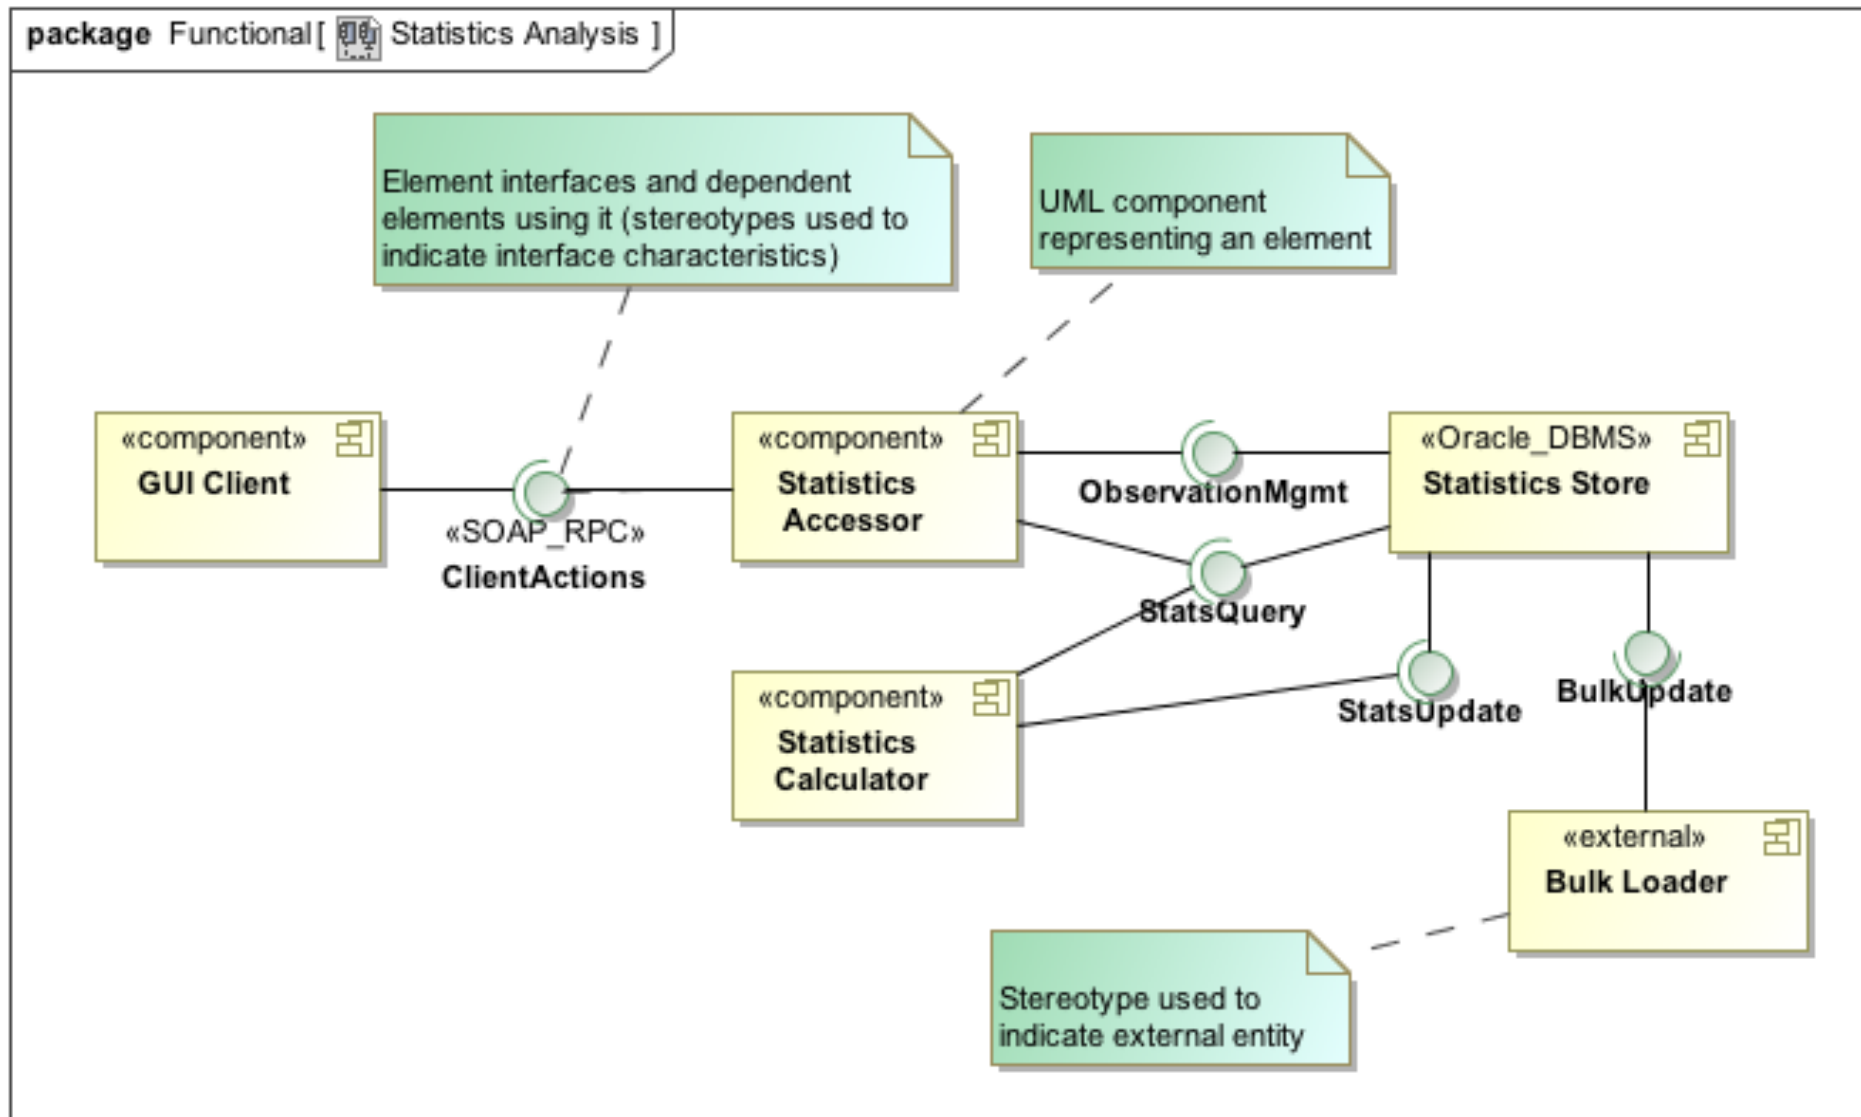 package Functional[ Statistics Analysis ]
Element interfaces and dependent
elements using it (stereotypes used to
indicate interface characteristics)
UML component
representing an element
«component»
GUI Client
«SOAP_RPC»
ClientActions
«component»
Statistics
Accessor
ObservationMgmt
«Oracle_DBMS»
Statistics Store
StatsQuery
«component»
Statistics
Calculator
StatsUpdate
BulkUpdate
«external»
Bulk Loader
Stereotype used to
indicate external entity